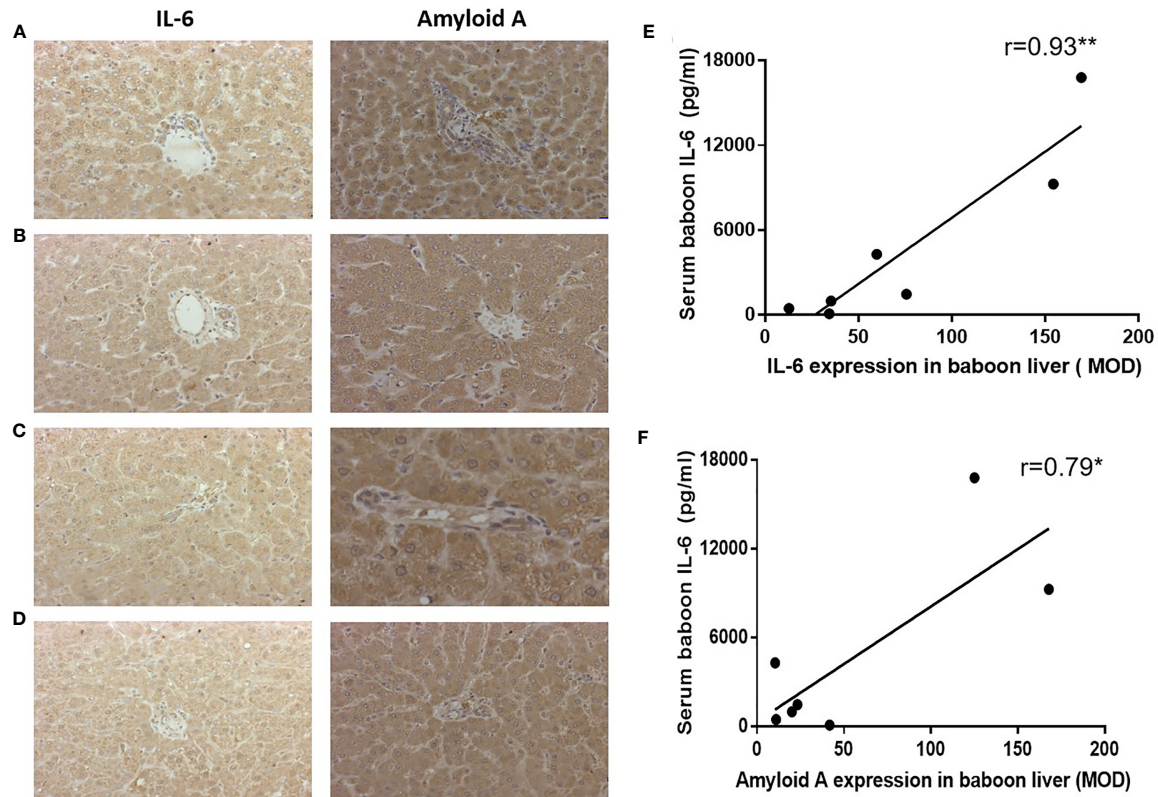 IL-6
Amyloid A
A
B
C
D
E
r=0.93**
Serum baboon IL-6 (pg/ml)
18000
12000
6000
0
0 50 100 150 200
IL-6 expression in baboon liver ( MOD)
F
r=0.79*
Serum baboon IL-6 (pg/ml)
18000
12000
6000
0
0 50 100 150 200
Amyloid A expression in baboon liver (MOD)